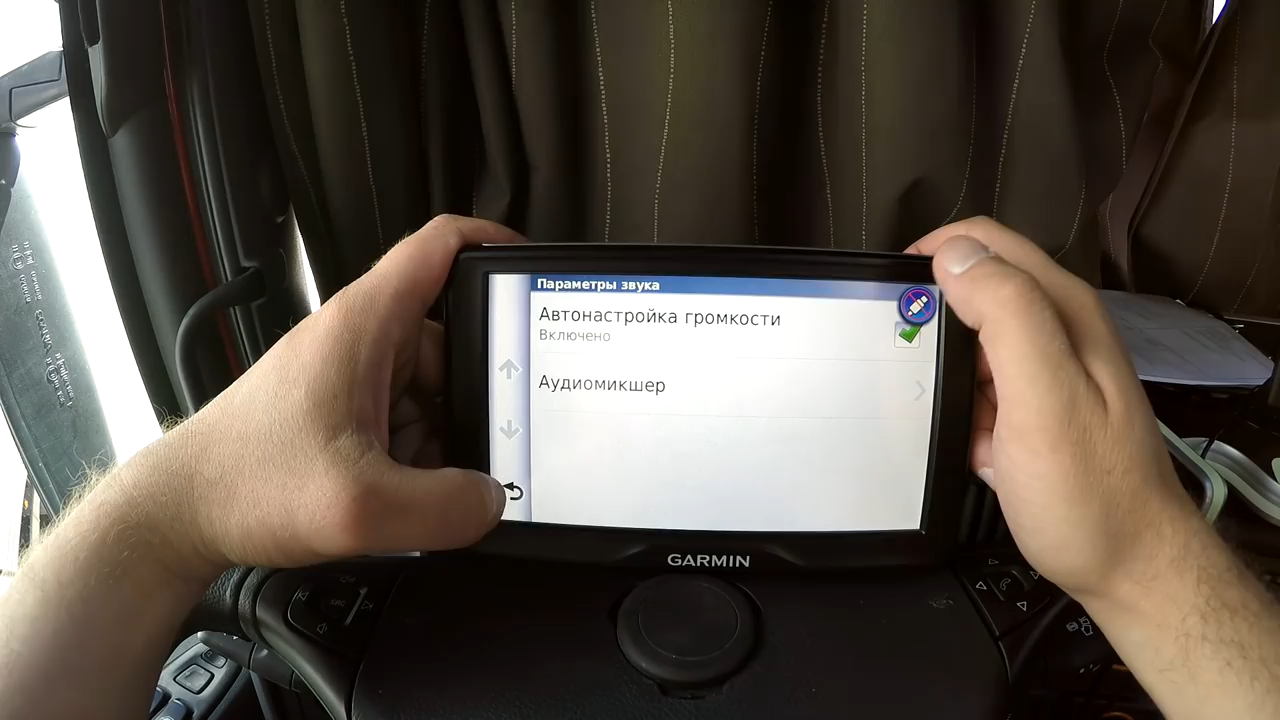 Параметры звука
Автонастройка громкости
Включено
Аудиомикшер
GARMIN